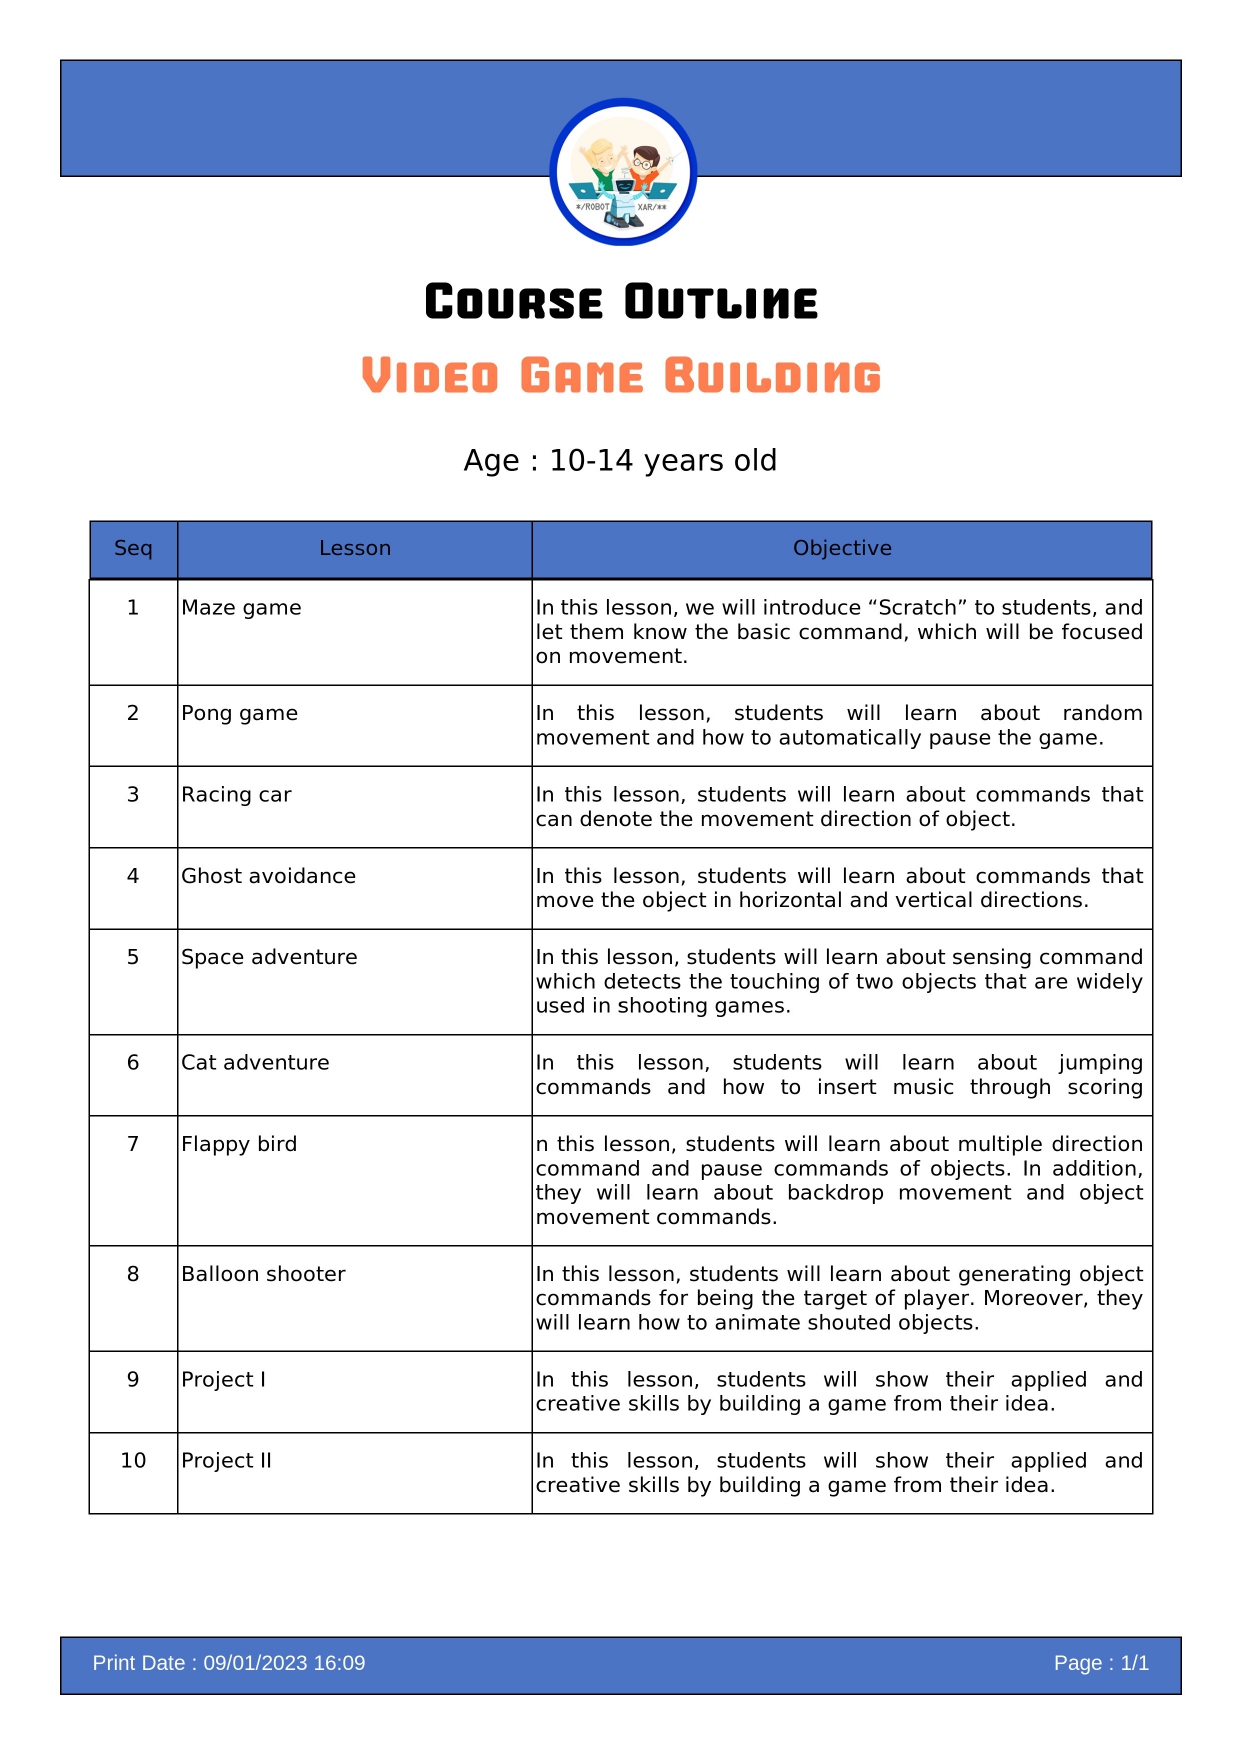 */ROBOT XAR/**
Course Outline
Video Game Building
Age : 10-14 years old
Seq Lesson Objective
1 Maze game In this lesson, we will introduce “Scratch” to students, and
let them know the basic command, which will be focused
on movement.
2 Pong game In this lesson, students will learn about random
movement and how to automatically pause the game.
3 Racing car In this lesson, students will learn about commands that
can denote the movement direction of object.
4 Ghost avoidance In this lesson, students will learn about commands that
move the object in horizontal and vertical directions.
5 Space adventure In this lesson, students will learn about sensing command
which detects the touching of two objects that are widely
used in shooting games.
6 Cat adventure In this lesson, students will learn about jumping
commands and how to insert music through scoring
7 Flappy bird n this lesson, students will learn about multiple direction
command and pause commands of objects. In addition,
they will learn about backdrop movement and object
movement commands.
8 Balloon shooter In this lesson, students will learn about generating object
commands for being the target of player. Moreover, they
will learn how to animate shouted objects.
9 Project I In this lesson, students will show their applied and
creative skills by building a game from their idea.
10 Project II In this lesson, students will show their applied and
creative skills by building a game from their idea.
Print Date : 09/01/2023 16:09 Page : 1/1